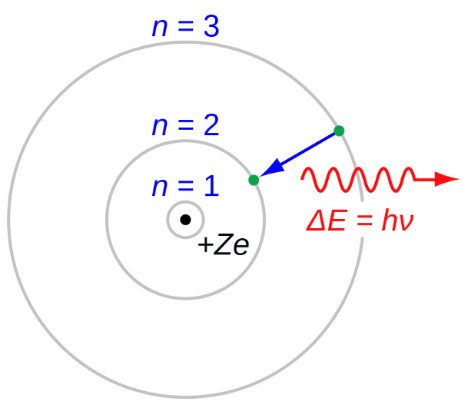 n = 3
n = 2
n = 1
+Ze
ΔE = hν